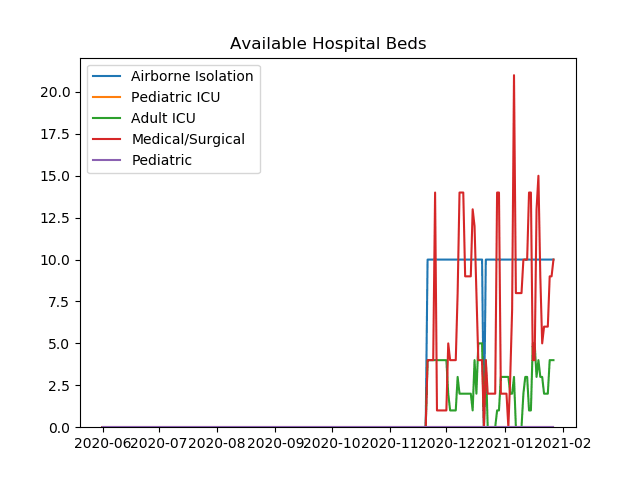 Available Hospital Beds
Airborne Isolation
Pediatric ICU
Adult ICU
Medical/Surgical
Pediatric
20.0
17.5
15.0
12.5
10.0
7.5
5.0
2.5
0.0
2020-06 2020-07 2020-08 2020-09 2020-10 2020-11 2020-12 2021-01 2021-02